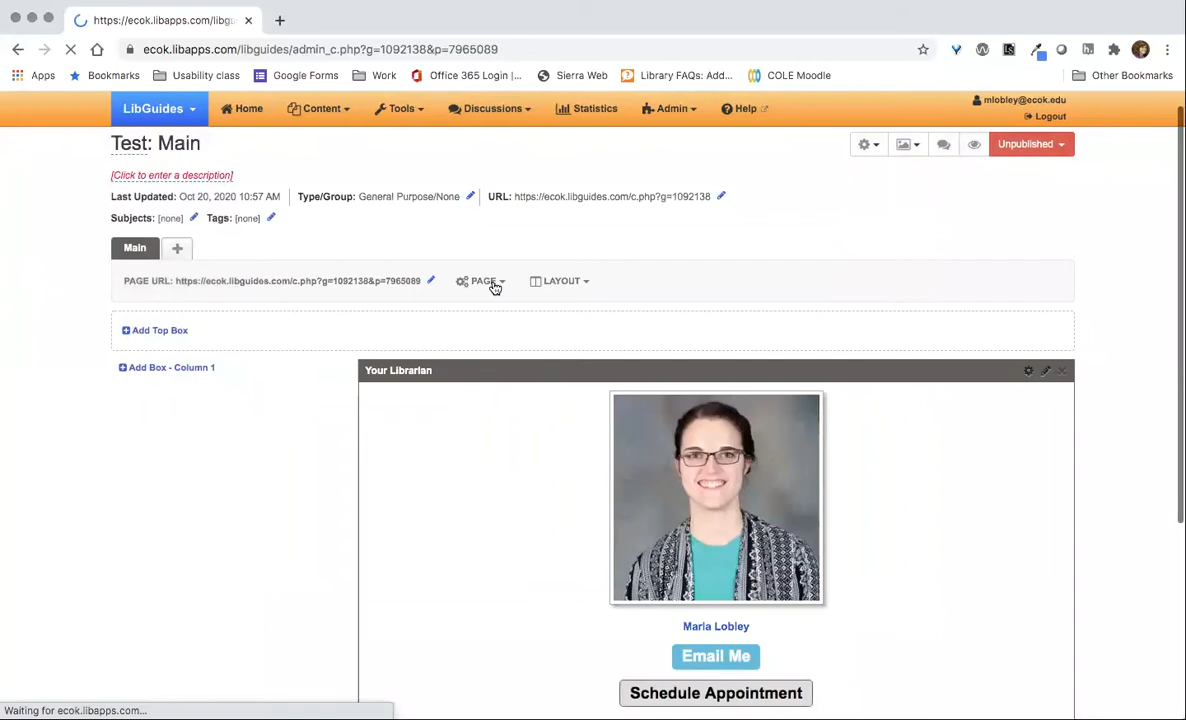 https://ecok.libapps.com/libgu
ecok.libapps.com/libguides/admin_c.php?g=1092138&p=7965089
Apps Bookmarks Usability class Google Forms Work Office 365 Login |... Sierra Web Library FAQs: Add... COLE Moodle Other Bookmarks
LibGuides Home Content Tools Discussions Statistics Admin Help mlobley@ecok.edu
Logout
Test: Main Unpublished
[Click to enter a description]
Last Updated: Oct 20, 2020 10:57 AM Type/Group: General Purpose/None URL: https://ecok.libguides.com/c.php?g=1092138
Subjects: [none] Tags: [none]
Main
PAGE URL: https://ecok.libguides.com/c.php?g=1092138&p=7965089 PAGE LAYOUT
Add Top Box
Add Box - Column 1 Your Librarian
Marla Lobley
Email Me
Schedule Appointment
Waiting for ecok.libapps.com...